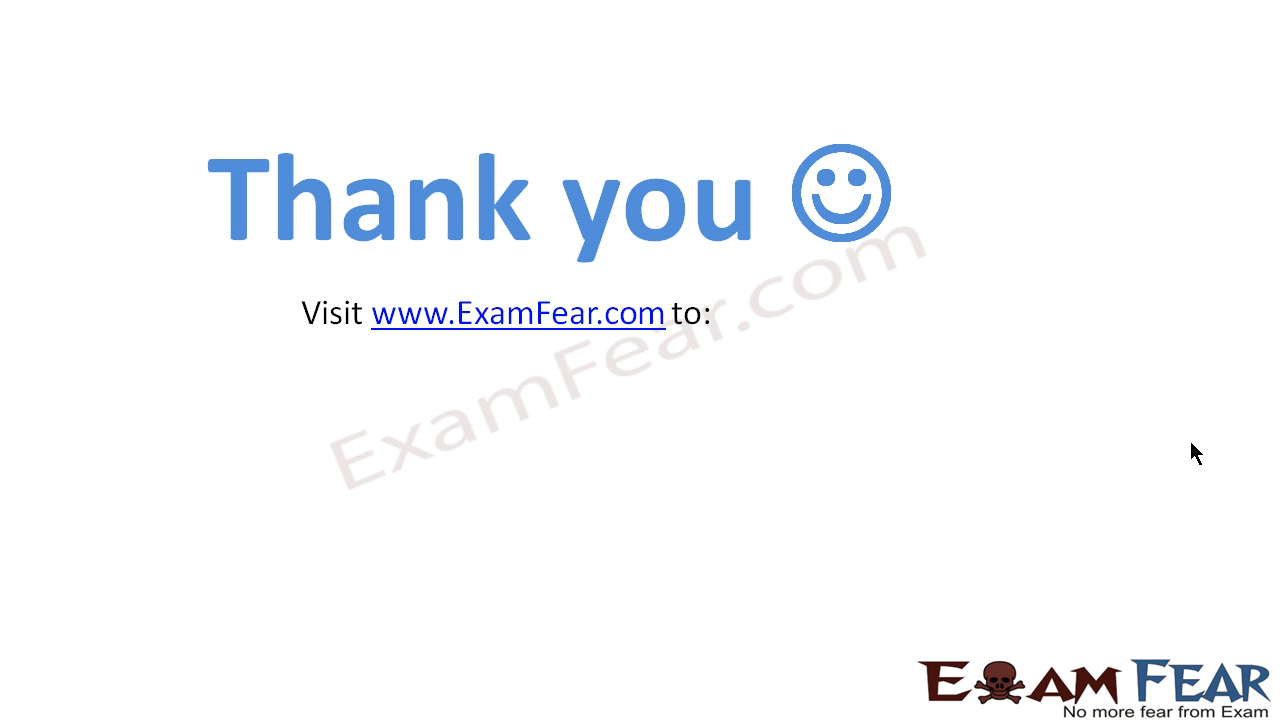 Thank you ☺
Visit www.ExamFear.com to:
ExamFear.com
EXAM FEAR
No more fear from Exam